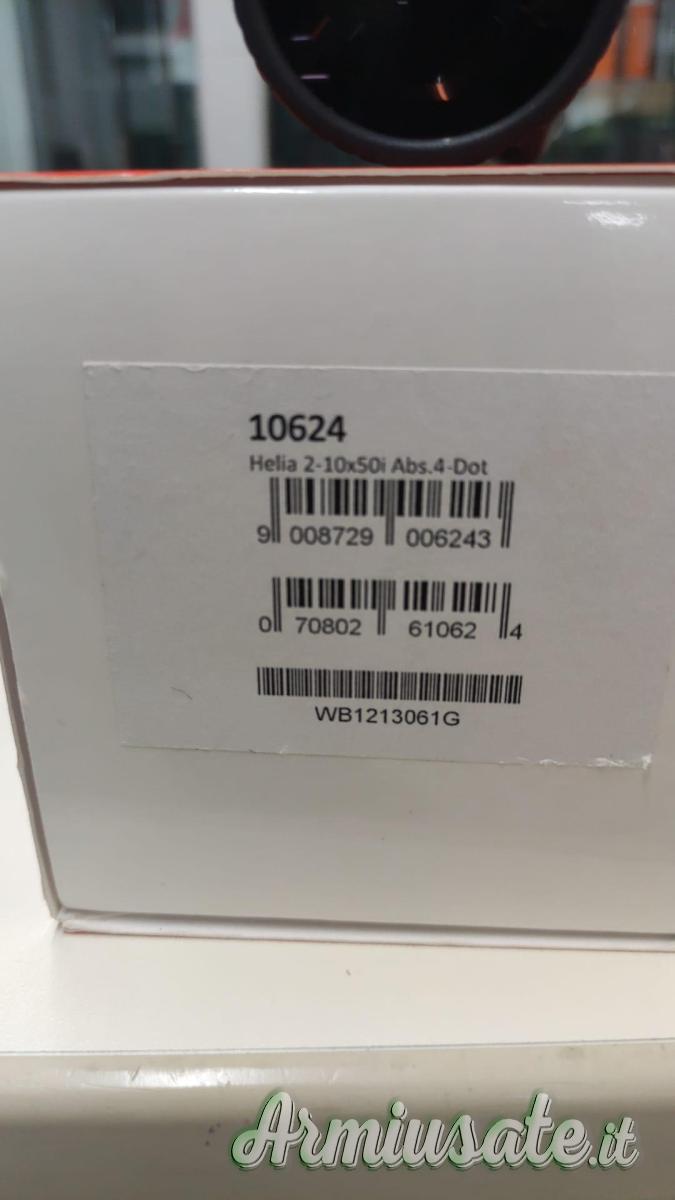 10624
Helia 2-10x50i Abs.4-Dot
9 008729 006243
0 70802 61062 4
WB1213061G
Armiusate.it